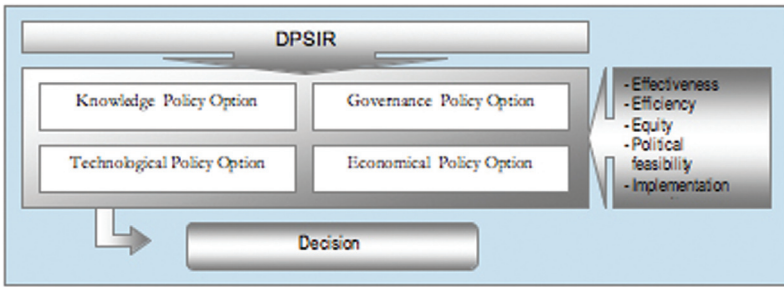 DPSIR
Knowledge Policy Option
Governance Policy Option
Technological Policy Option
Economical Policy Option
- Effectiveness
- Efficiency
- Equity
- Political
feasibility
- Implementation
Decision